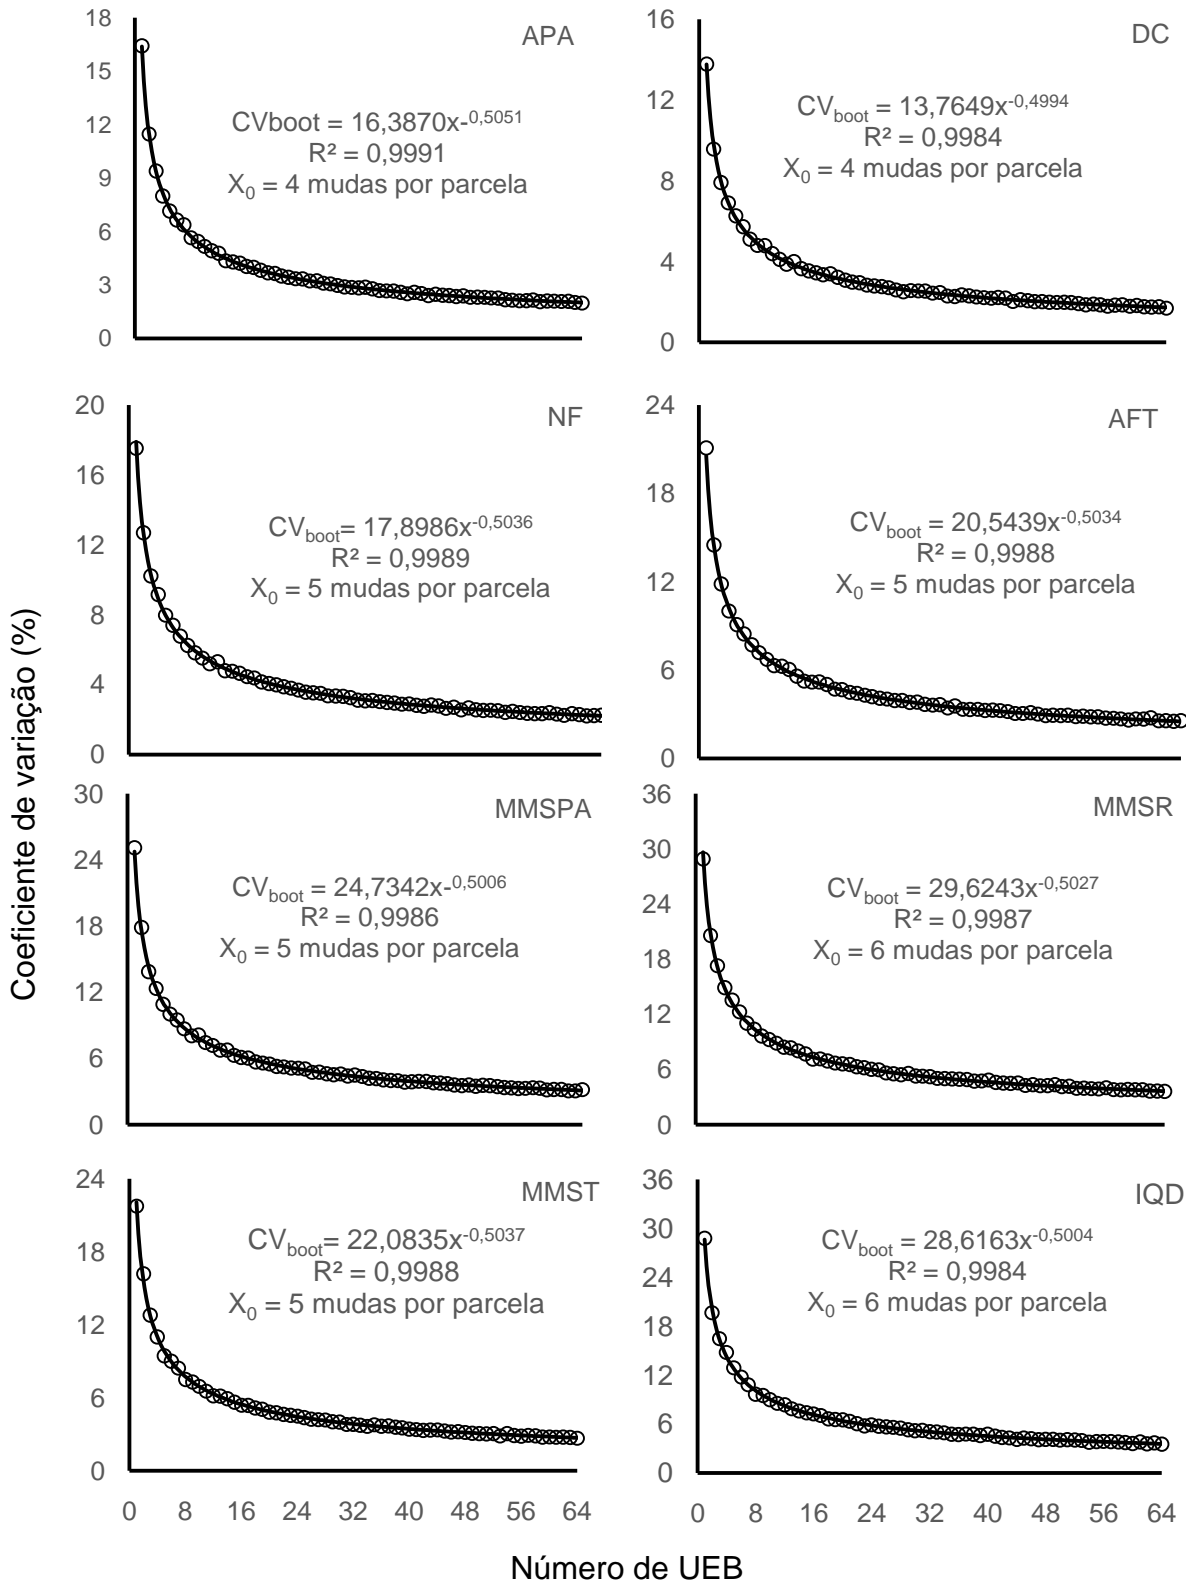 Coeficiente de variação (%)
18
15
12
9
6
3
0
APA
CVboot = 16,3870x-0,5051
R² = 0,9991
X0 = 4 mudas por parcela
16
12
8
4
0
DC
CVboot = 13,7649x-0,4994
R² = 0,9984
X0 = 4 mudas por parcela
20
16
12
8
4
0
NF
CVboot= 17,8986x-0,5036
R² = 0,9989
X0 = 5 mudas por parcela
24
18
12
6
0
AFT
CVboot = 20,5439x-0,5034
R² = 0,9988
X0 = 5 mudas por parcela
30
24
18
12
6
0
MMSPA
CVboot = 24,7342x-0,5006
R² = 0,9986
X0 = 5 mudas por parcela
36
30
24
18
12
6
0
MMSR
CVboot = 29,6243x-0,5027
R² = 0,9987
X0 = 6 mudas por parcela
24
18
12
6
0
MMST
CVboot= 22,0835x-0,5037
R² = 0,9988
X0 = 5 mudas por parcela
0 8 16 24 32 40 48 56 64
36
30
24
18
12
6
0
IQD
CVboot = 28,6163x-0,5004
R² = 0,9984
X0 = 6 mudas por parcela
0 8 16 24 32 40 48 56 64
Número de UEB